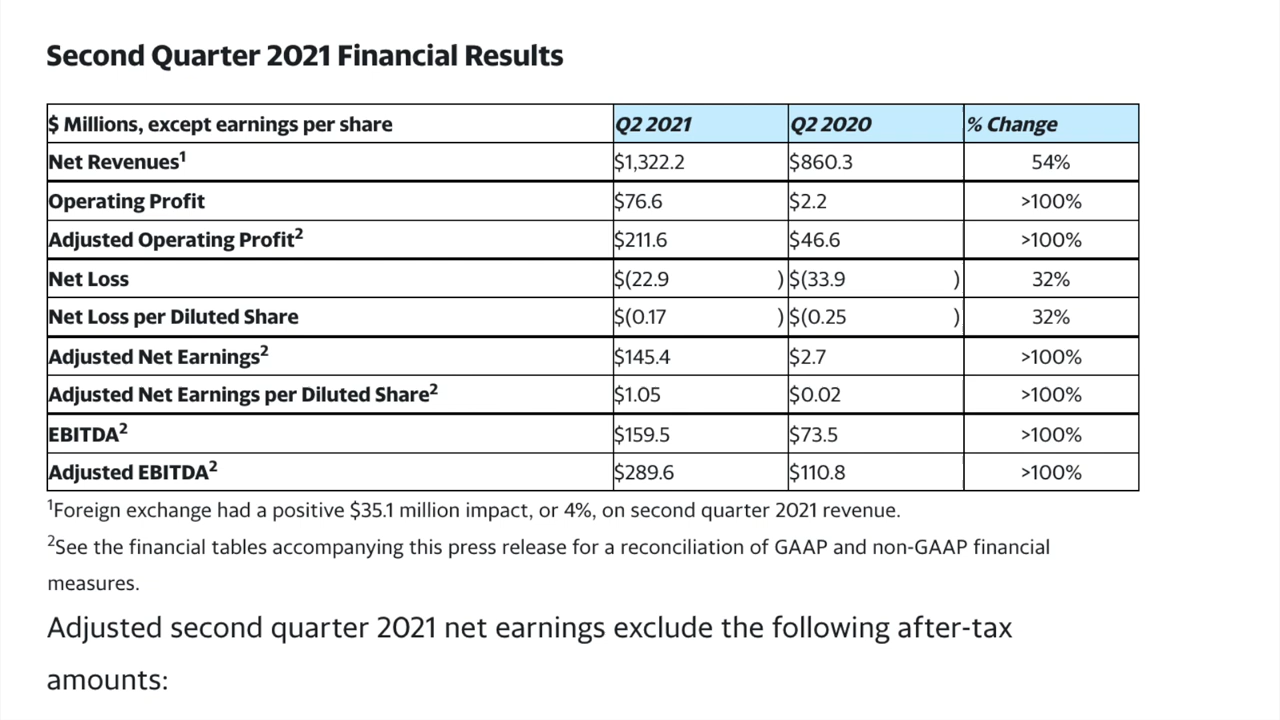 Second Quarter 2021 Financial Results
$ Millions, except earnings per share Q2 2021 Q2 2020 % Change
Net Revenues¹ $1,322.2 $860.3 54%
Operating Profit $76.6 $2.2 >100%
Adjusted Operating Profit² $211.6 $46.6 >100%
Net Loss $(22.9 ) $(33.9 ) 32%
Net Loss per Diluted Share $(0.17 ) $(0.25 ) 32%
Adjusted Net Earnings² $145.4 $2.7 >100%
Adjusted Net Earnings per Diluted Share² $1.05 $0.02 >100%
EBITDA² $159.5 $73.5 >100%
Adjusted EBITDA² $289.6 $110.8 >100%
¹Foreign exchange had a positive $35.1 million impact, or 4%, on second quarter 2021 revenue.
²See the financial tables accompanying this press release for a reconciliation of GAAP and non-GAAP financial
measures.
Adjusted second quarter 2021 net earnings exclude the following after-tax
amounts: